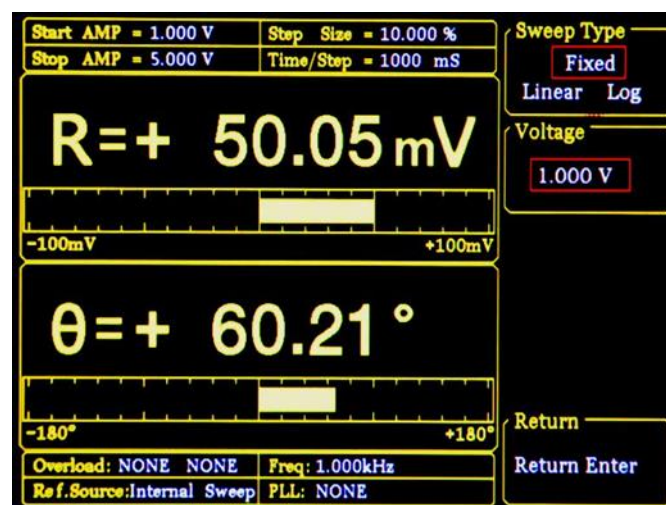 Start AMP = 1.000 V
Step Size = 10.000 %
Stop AMP = 5.000 V
Time/Step = 1000 mS
R=+ 50.05 mV
-100mV +100mV
θ=+ 60.21 °
-180° +180°
Overload: NONE NONE
Freq: 1.000kHz
Ref.Source:Internal Sweep
PLL: NONE
Sweep Type
Fixed
Linear Log
Voltage
1.000 V
Return
Return Enter